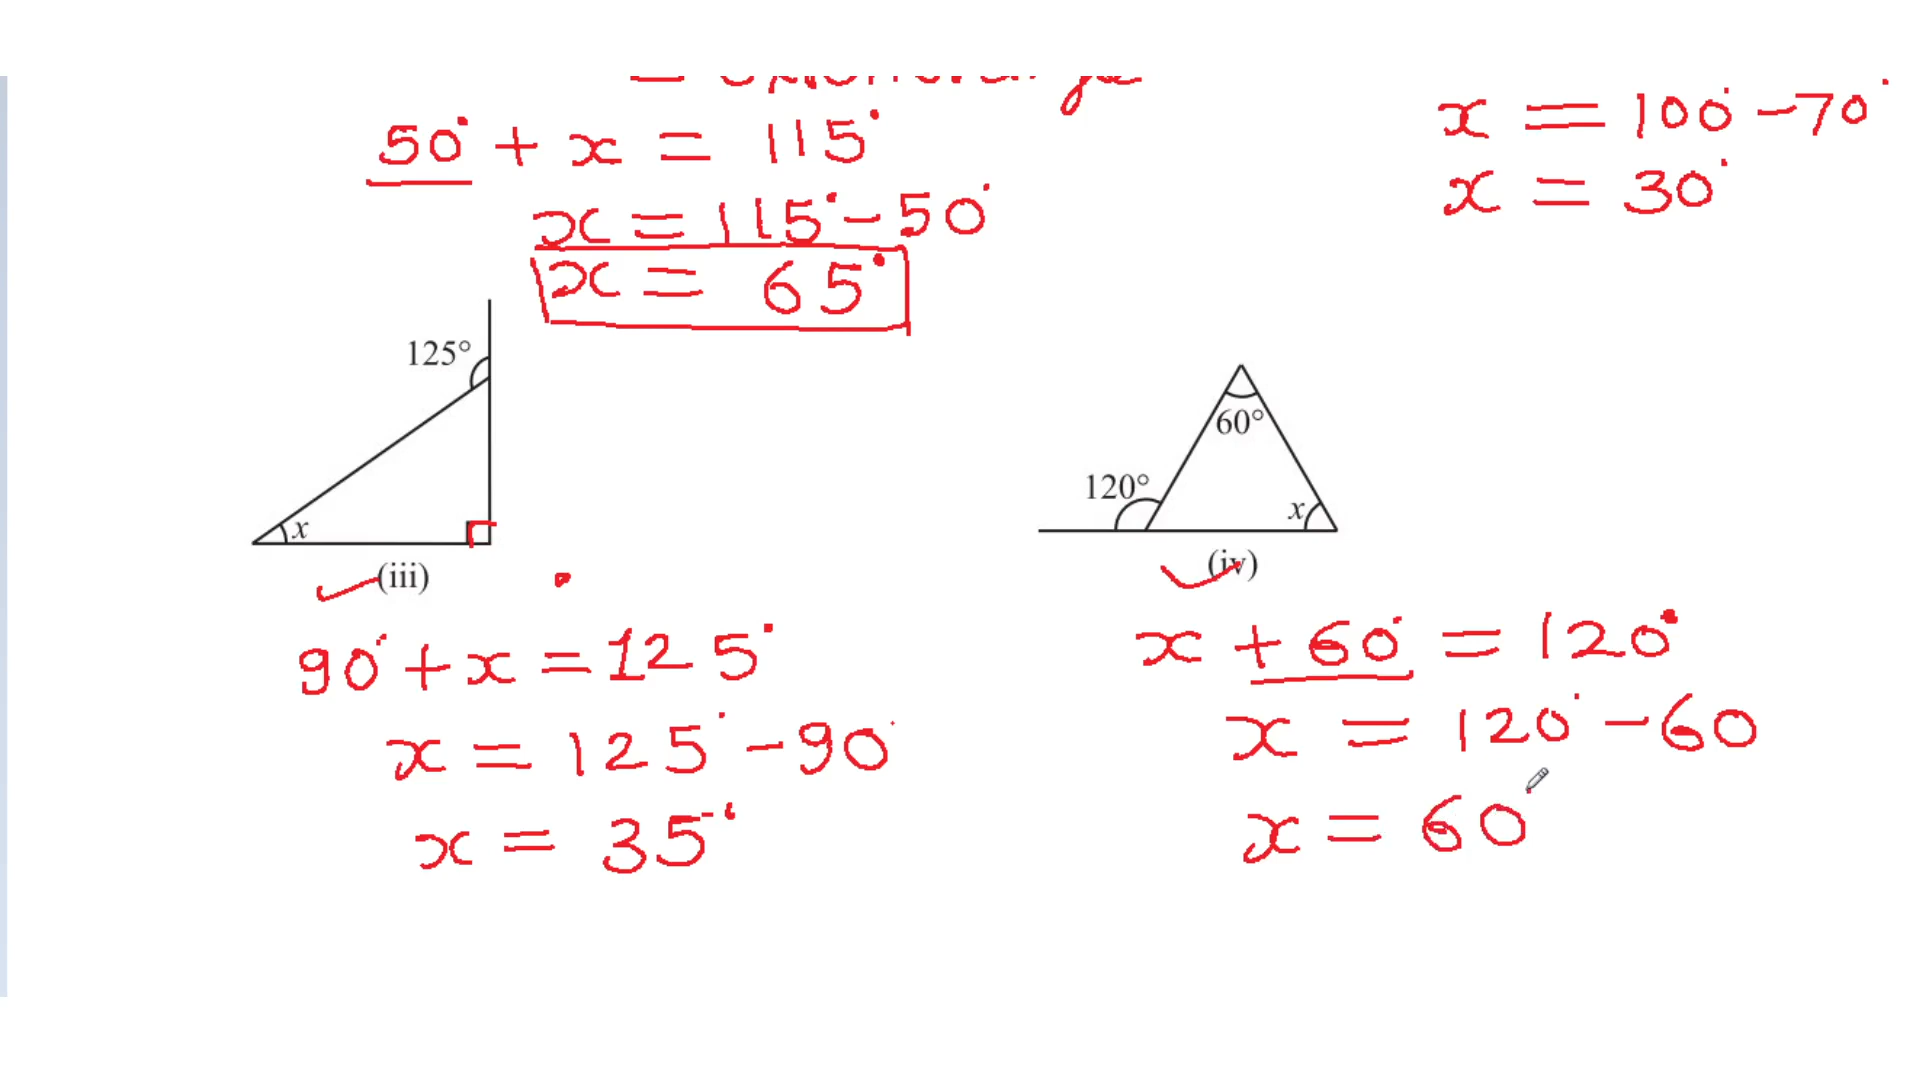 50° + x = 115°
x = 115° - 50°
x = 65°
x = 100° - 70°
x = 30°
125°
x
(iii)
90° + x = 125°
x = 125° - 90°
x = 35°
60°
120°
x
(iv)
x + 60° = 120°
x = 120° - 60
x = 60°